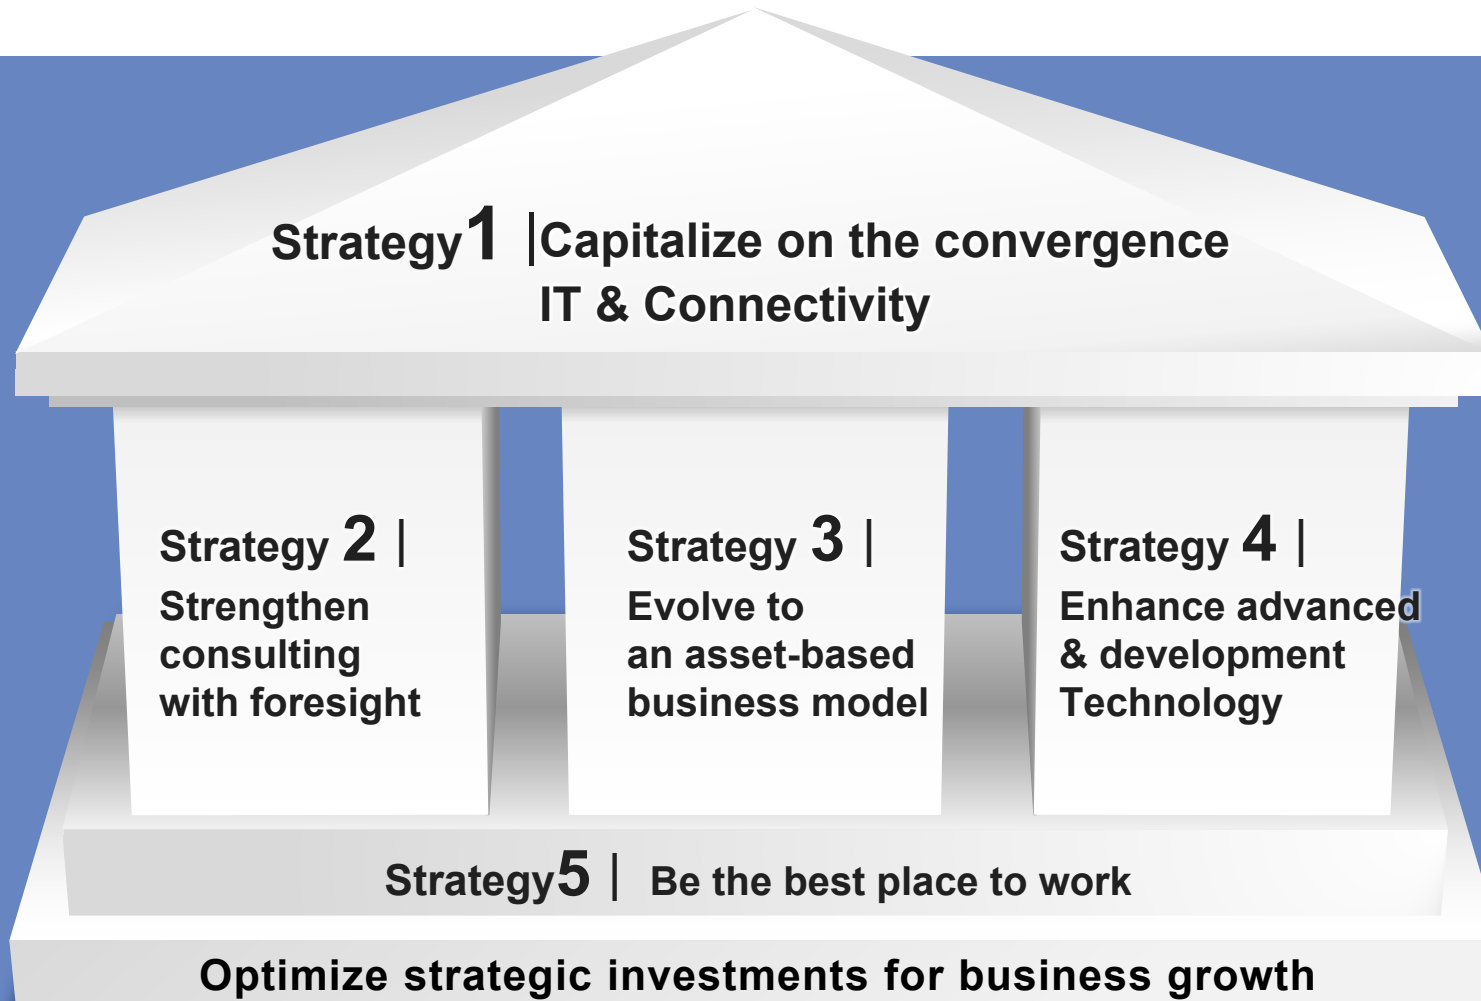 Strategy1 |Capitalize on the convergence
IT & Connectivity
Strategy 2 |
Strengthen
consulting
with foresight
Strategy 3 |
Evolve to
an asset-based
business model
Strategy 4 |
Enhance advanced
& development
Technology
Strategy5 | Be the best place to work
Optimize strategic investments for business growth